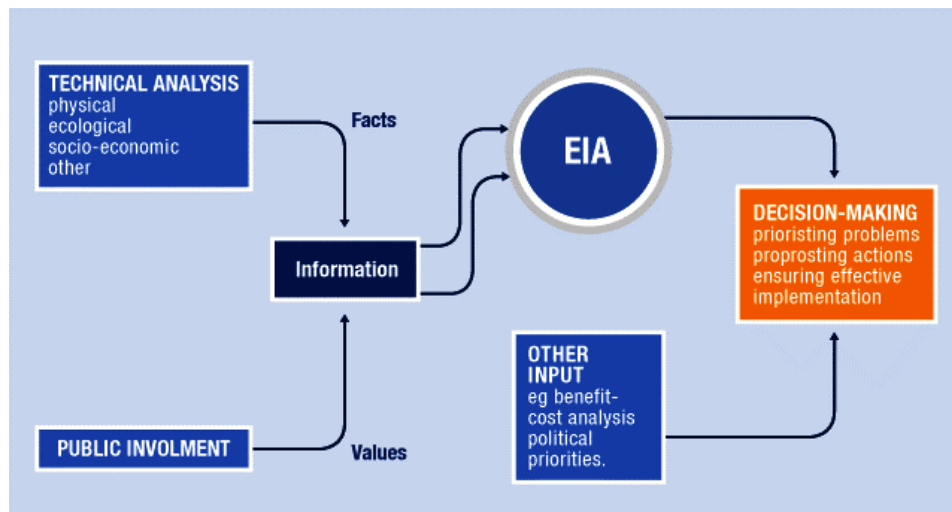 TECHNICAL ANALYSIS
physical
ecological
socio-economic
other
Facts
EIA
Information
DECISION-MAKING
prioristing problems
proprosting actions
ensuring effective
implementation
OTHER
INPUT
eg benefit-
cost analysis
political
priorities.
PUBLIC INVOLMENT
Values